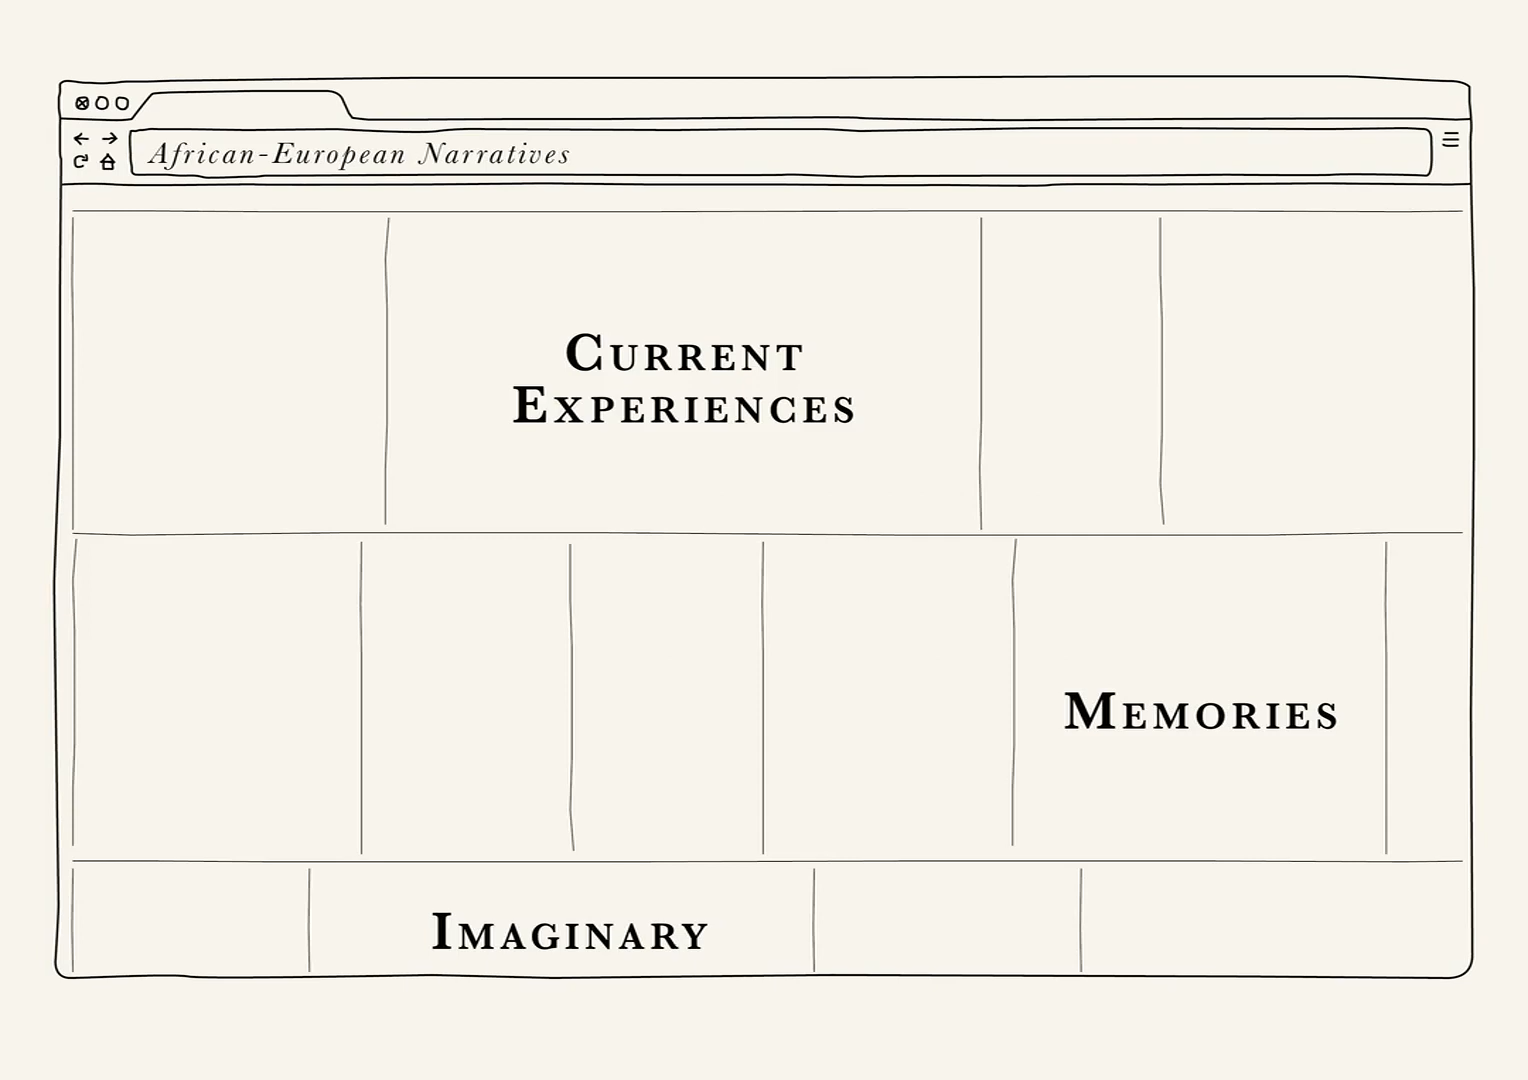 African-European Narratives
Current
Experiences
Memories
Imaginary